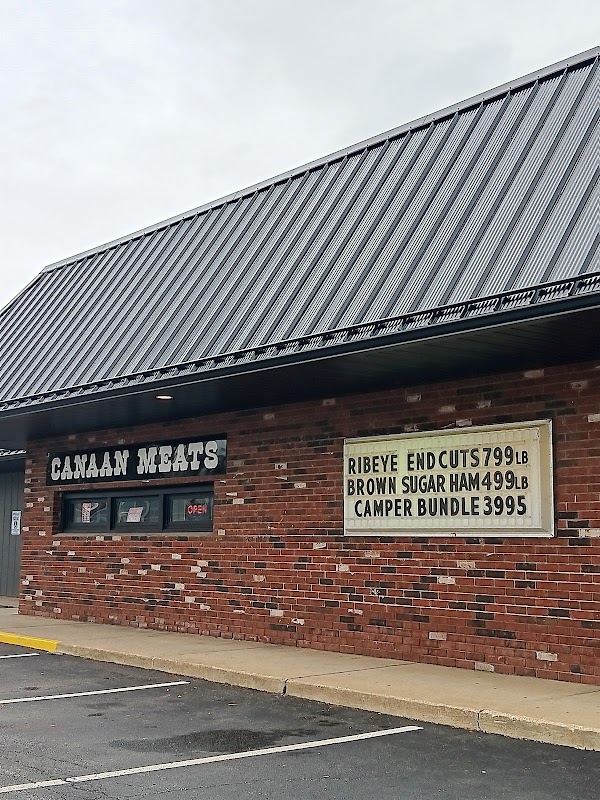 CANAAN MEATS
OPEN
RIBEYE END CUTS 799 LB
BROWN SUGAR HAM 499 LB
CAMPER BUNDLE 3995